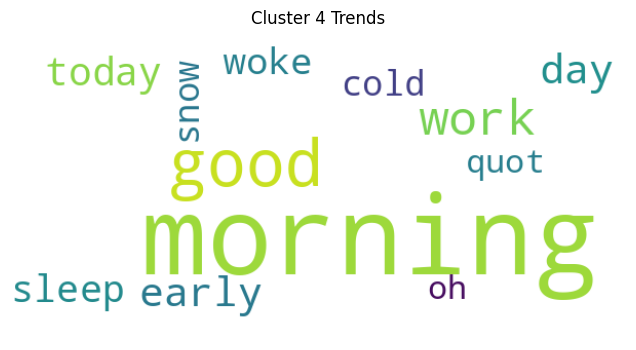 Cluster 4 Trends
today
snow
woke
cold
day
work
good
quot
morning
sleep
early
oh